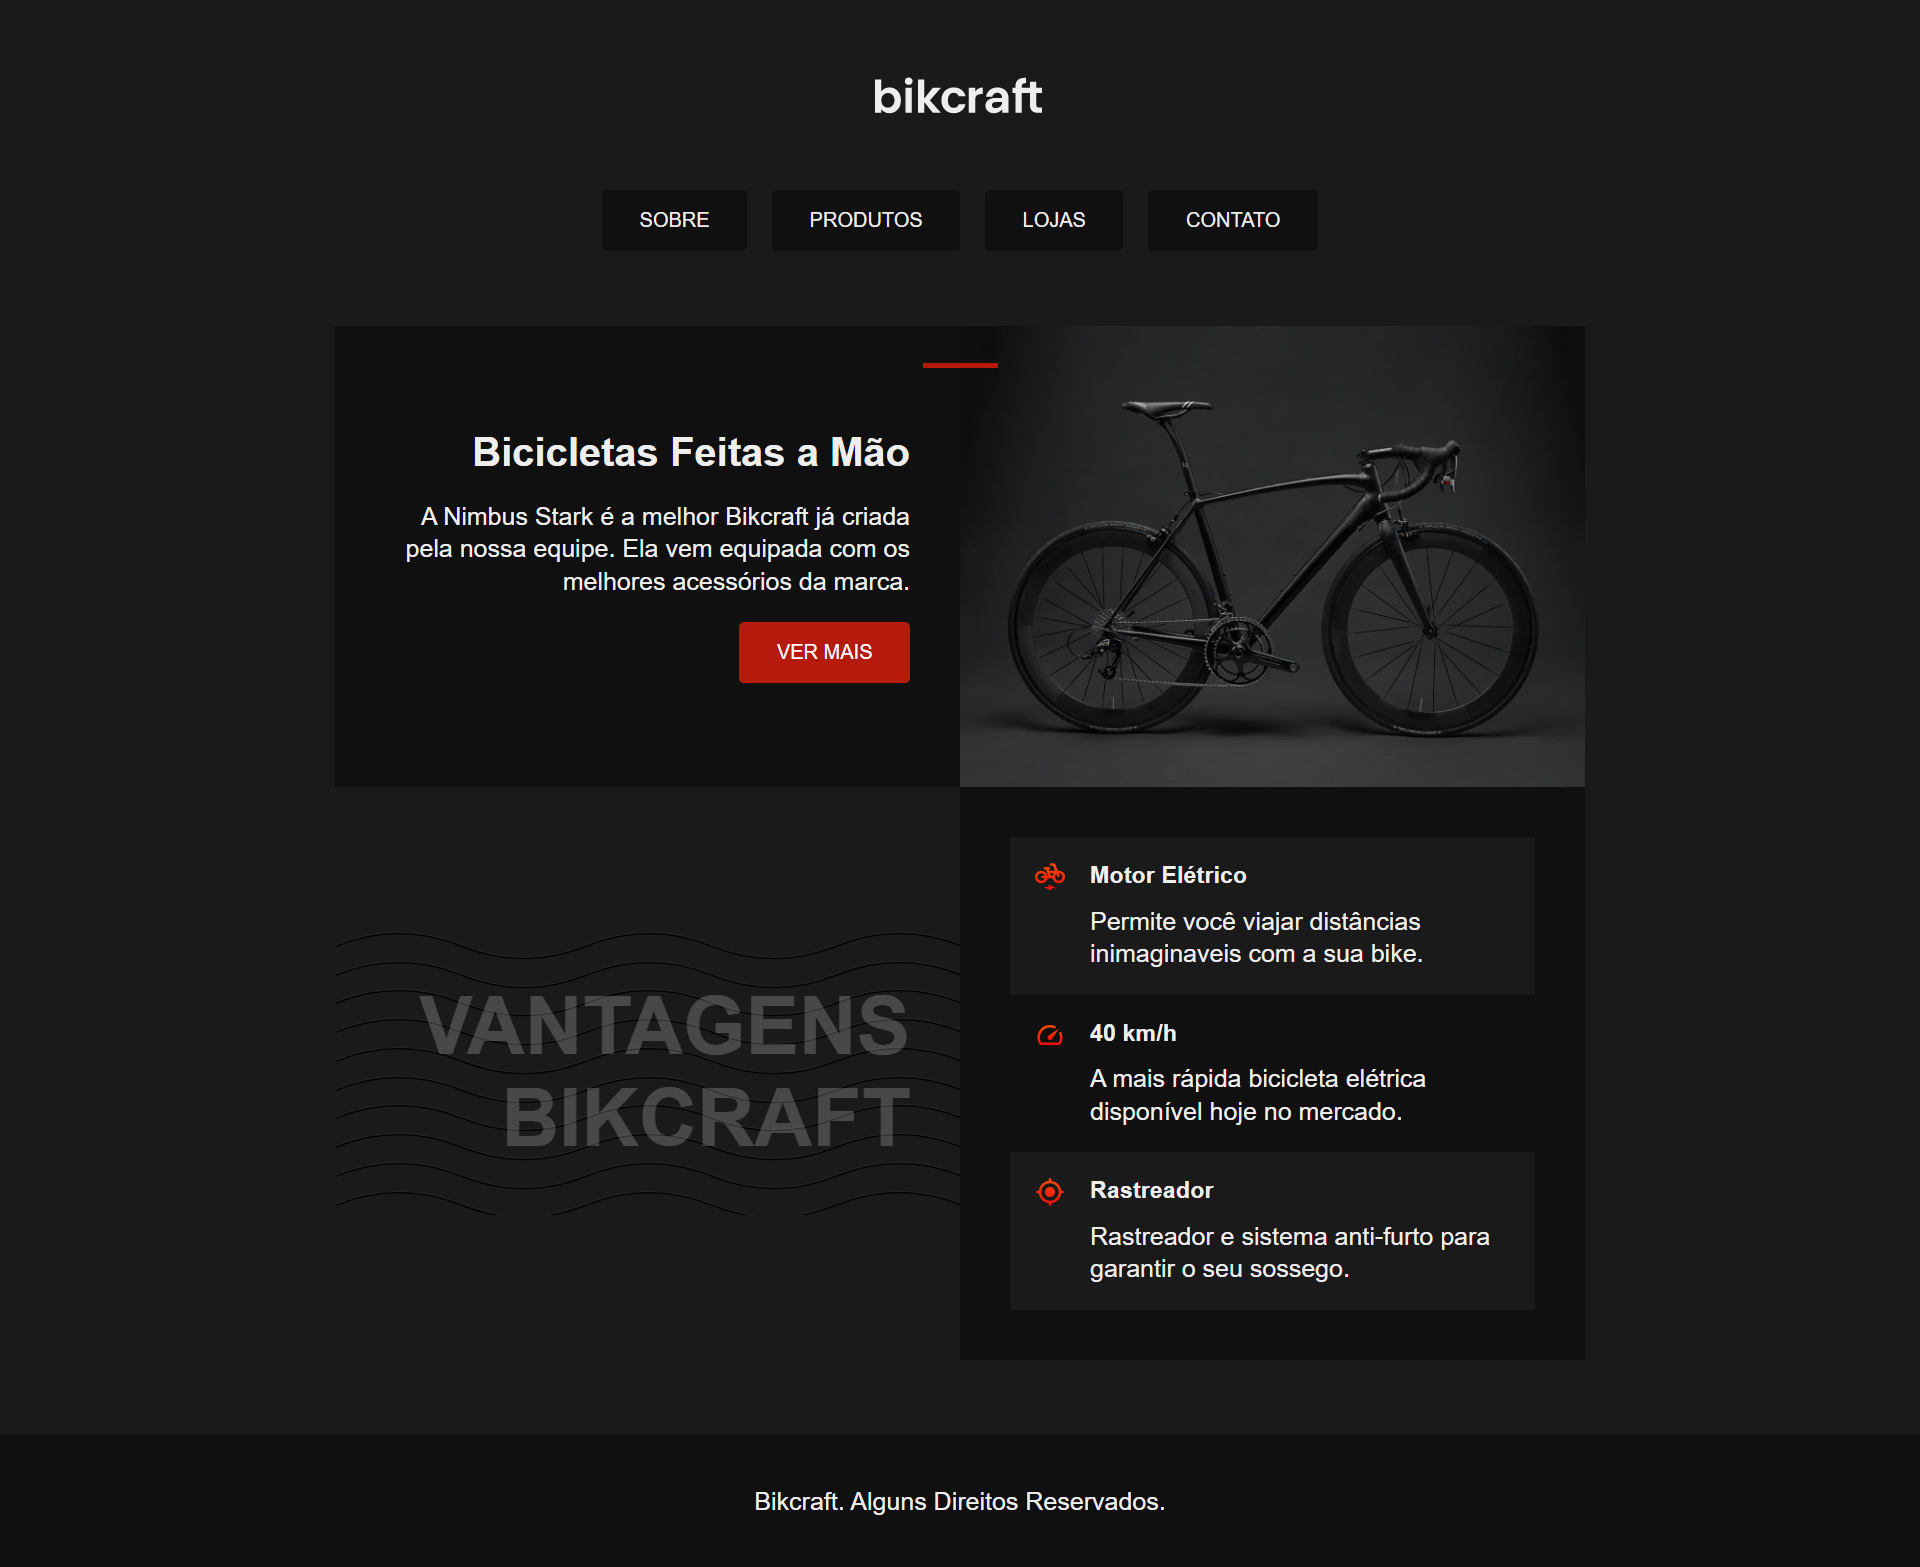 bikcraft
SOBRE
PRODUTOS
LOJAS
CONTATO
Bicicletas Feitas a Mão
A Nimbus Stark é a melhor Bikcraft já criada
pela nossa equipe. Ela vem equipada com os
melhores acessórios da marca.
VER MAIS
VANTAGENS
BIKCRAFT
Motor Elétrico
Permite você viajar distâncias
inimaginaveis com a sua bike.
40 km/h
A mais rápida bicicleta elétrica
disponível hoje no mercado.
Rastreador
Rastreador e sistema anti-furto para
garantir o seu sossego.
Bikcraft. Alguns Direitos Reservados.